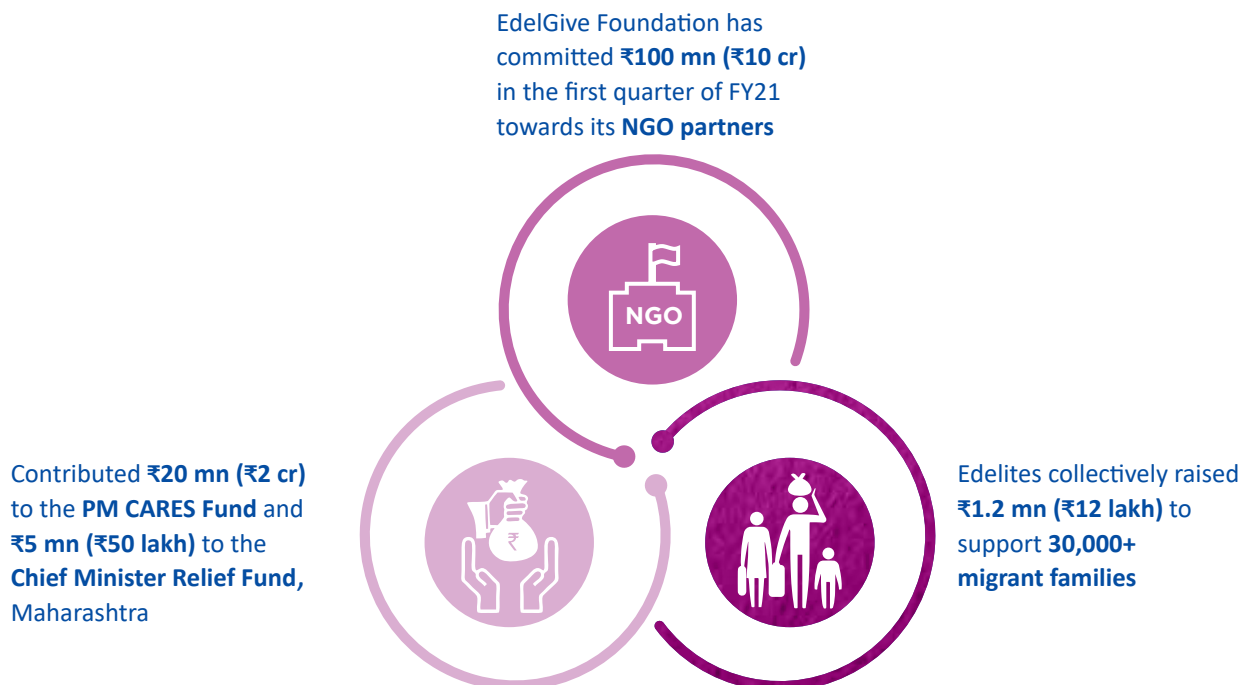 EdelGive Foundation has
committed ₹100 mn (₹10 cr)
in the first quarter of FY21
towards its NGO partners
NGO
Contributed ₹20 mn (₹2 cr)
to the PM CARES Fund and
₹5 mn (₹50 lakh) to the
Chief Minister Relief Fund,
Maharashtra
₹
Edelites collectively raised
₹1.2 mn (₹12 lakh) to
support 30,000+
migrant families